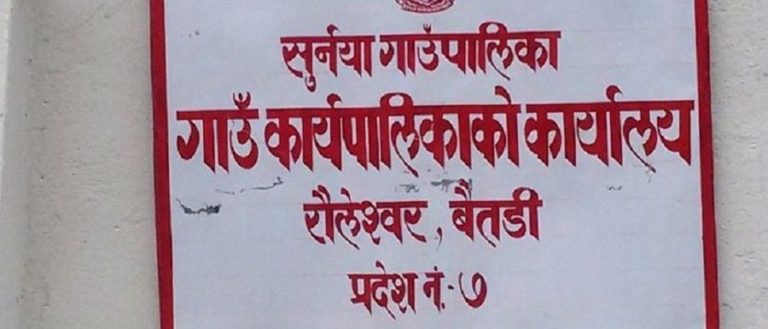 सुर्नया गाउँपालिका
गाउँ कार्यपालिकाको कार्यालय
रौलेश्वर, बैतडी
प्रदेश नं.-७